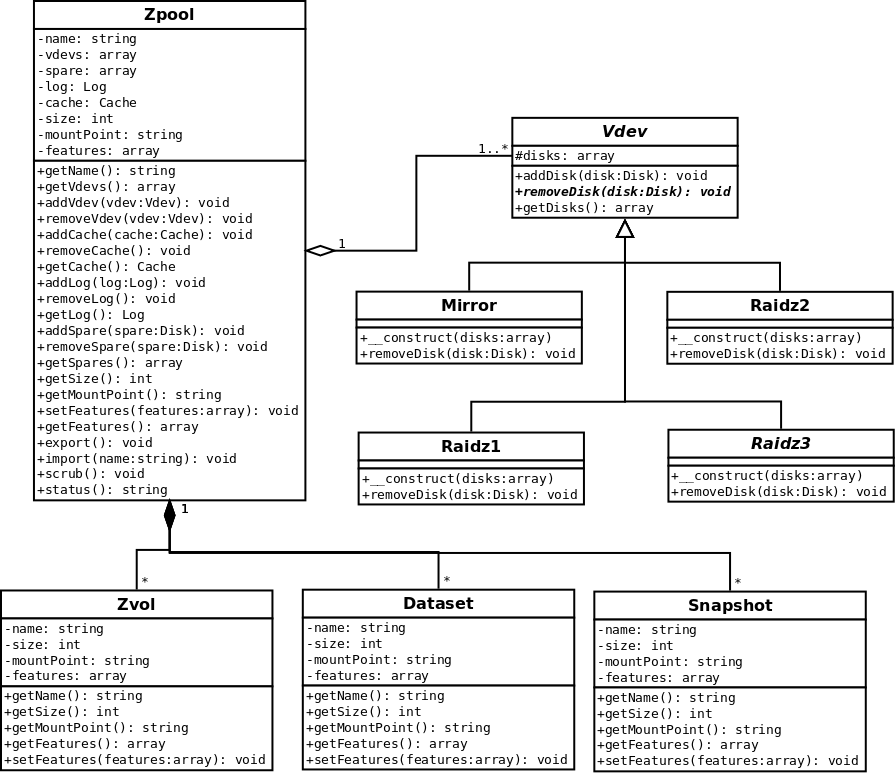 Zpool
-name: string
-vdevs: array
-spare: array
-log: Log
-cache: Cache
-size: int
-mountPoint: string
-features: array
+getName(): string
+getVdevs(): array
+addVdev(vdev:Vdev): void
+removeVdev(vdev:Vdev): void
+addCache(cache:Cache): void
+removeCache(): void
+getCache(): Cache
+addLog(log:Log): void
+removeLog(): void
+getLog(): Log
+addSpare(spare:Disk): void
+removeSpare(spare:Disk): void
+getSpares(): array
+getSize(): int
+getMountPoint(): string
+setFeatures(features:array): void
+getFeatures(): array
+export(): void
+import(name:string): void
+scrub(): void
+status(): string
1
1..*
Vdev
#disks: array
+addDisk(disk:Disk): void
+removeDisk(disk:Disk): void
+getDisks(): array
Mirror
+__construct(disks:array)
+removeDisk(disk:Disk): void
Raidz2
+__construct(disks:array)
+removeDisk(disk:Disk): void
Raidz1
+__construct(disks:array)
+removeDisk(disk:Disk): void
Raidz3
+__construct(disks:array)
+removeDisk(disk:Disk): void
1
*
*
*
Zvol
-name: string
-size: int
-mountPoint: string
-features: array
+getName(): string
+getSize(): int
+getMountPoint(): string
+getFeatures(): array
+setFeatures(features:array): void
Dataset
-name: string
-size: int
-mountPoint: string
-features: array
+getName(): string
+getSize(): int
+getMountPoint(): string
+getFeatures(): array
+setFeatures(features:array): void
Snapshot
-name: string
-size: int
-mountPoint: string
-features: array
+getName(): string
+getSize(): int
+getMountPoint(): string
+getFeatures(): array
+setFeatures(features:array): void